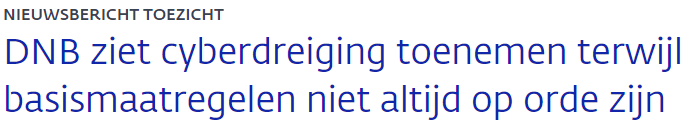 NIEUWSBERICHT TOEZICHT
DNB ziet cyberdreiging toenemen terwijl
basismaatregelen niet altijd op orde zijn